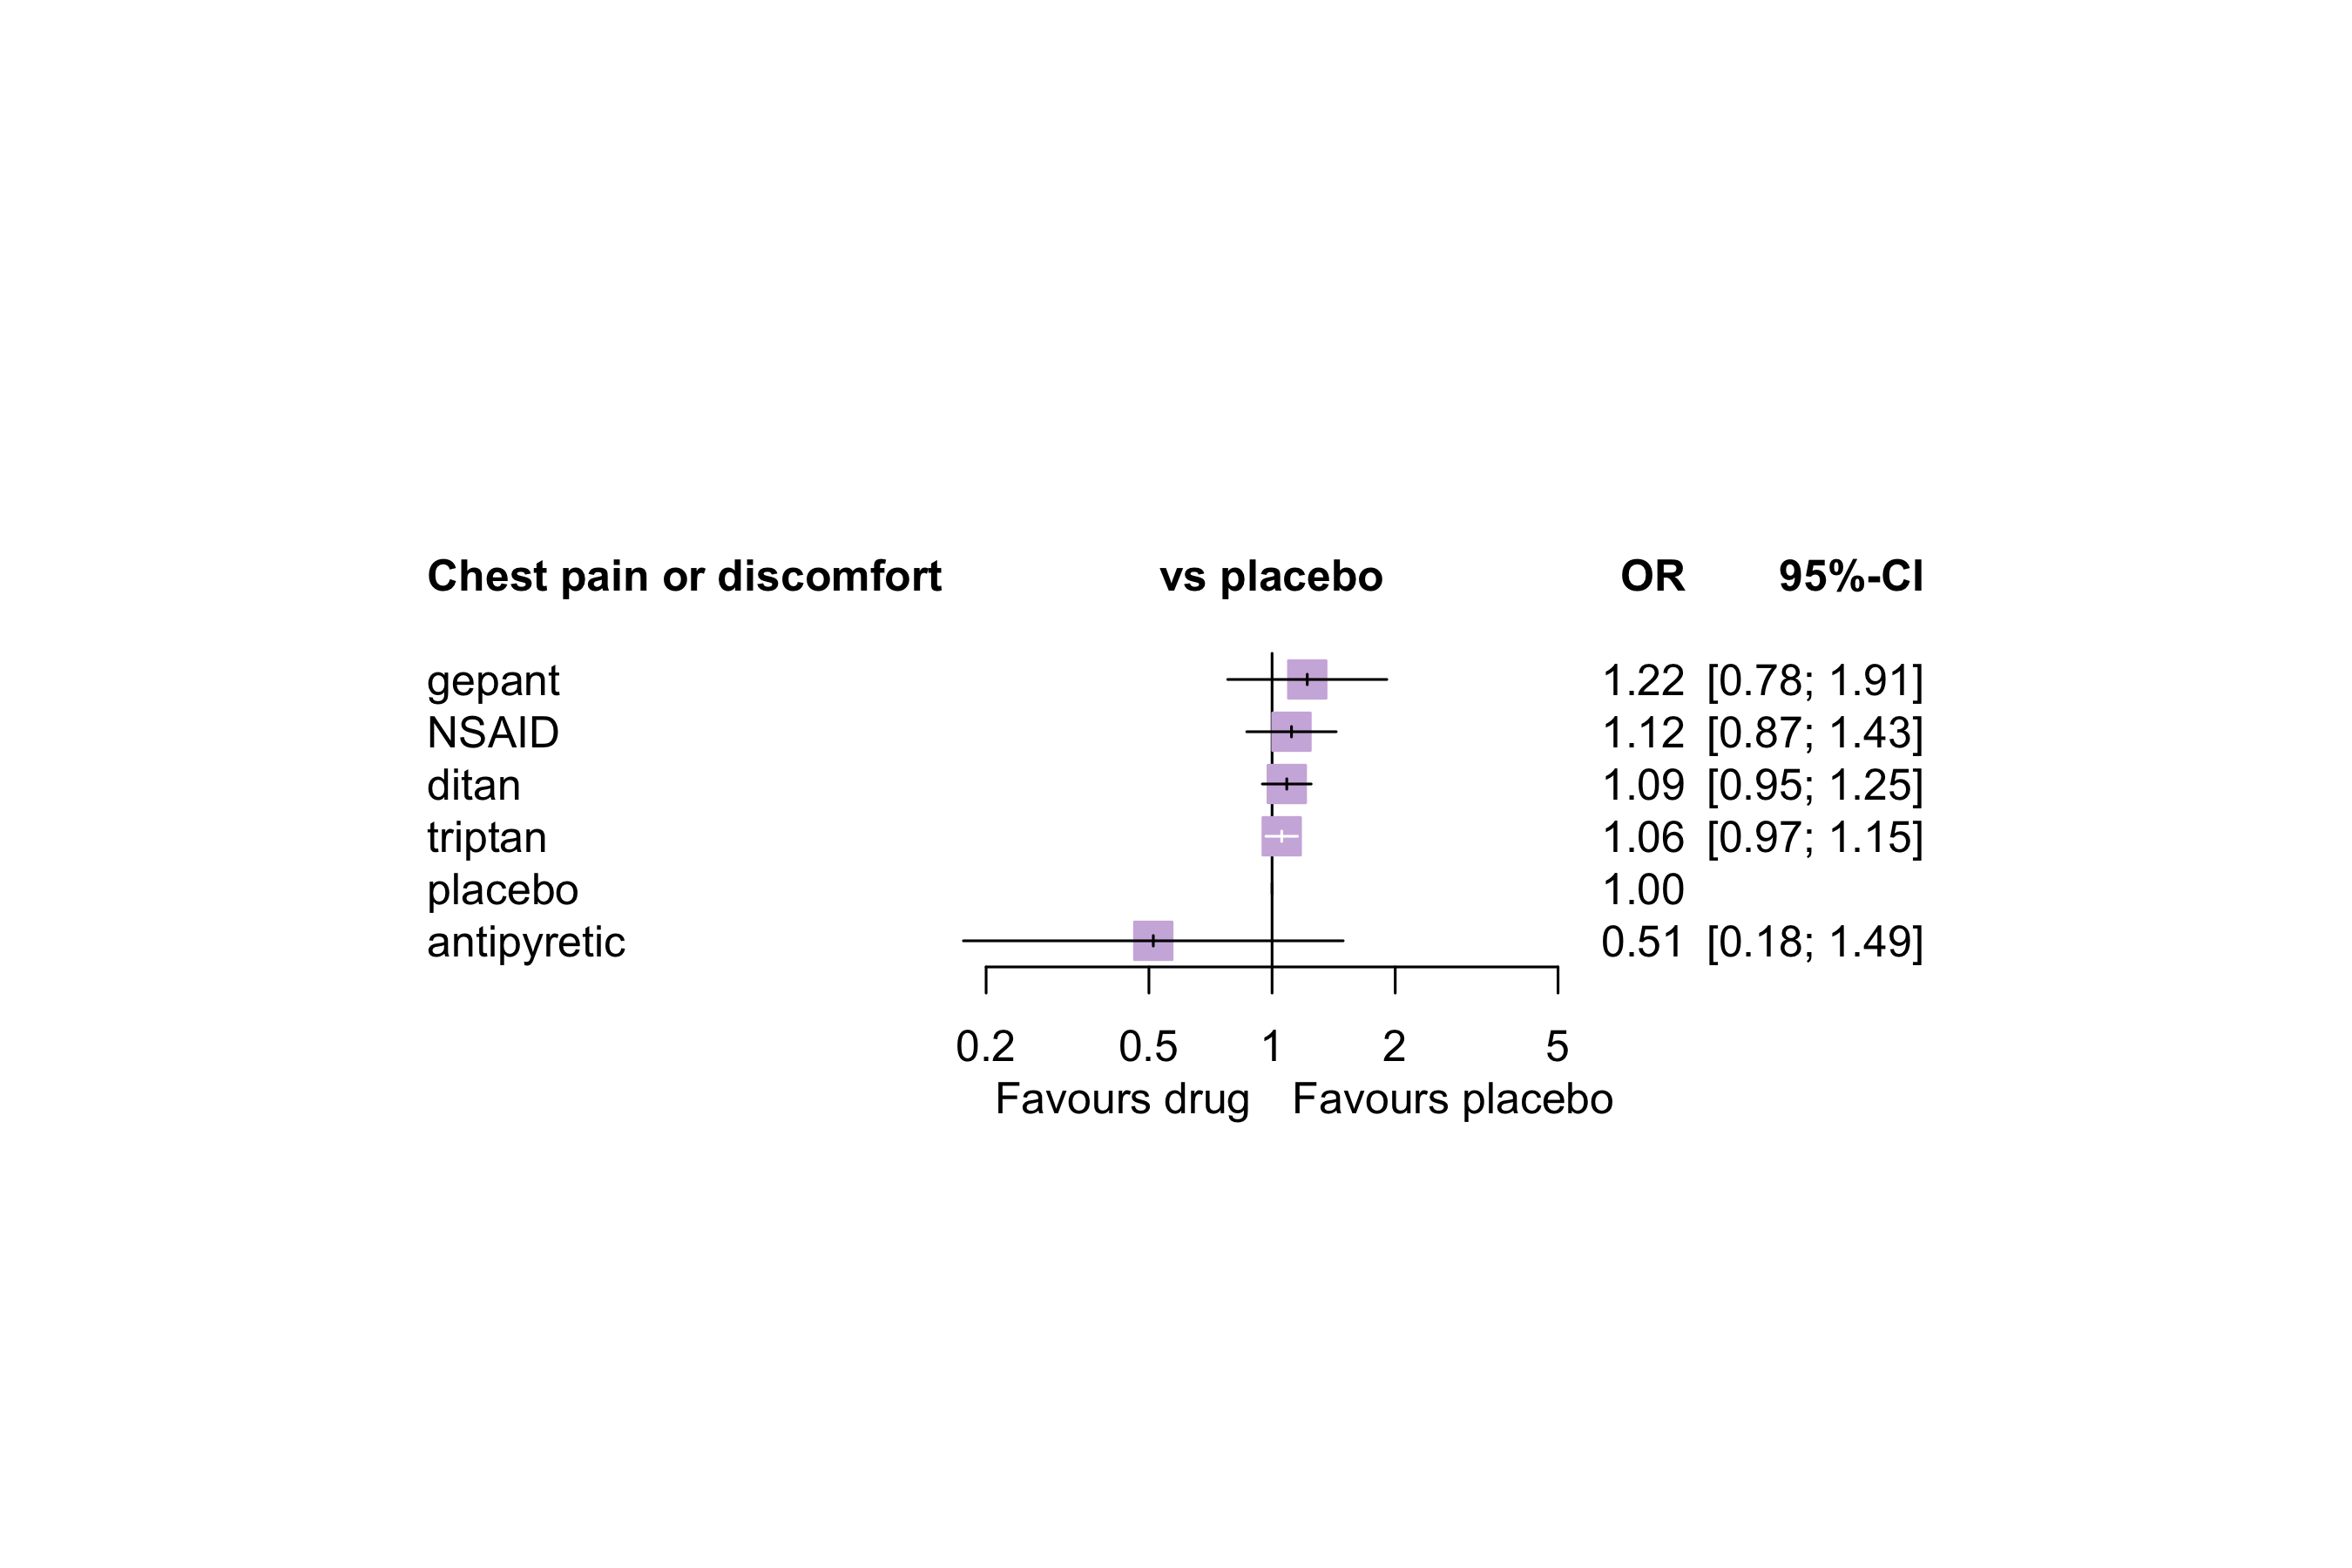 Chest pain or discomfort vs placebo OR 95%-CI
gepant 1.22 [0.78; 1.91]
NSAID 1.12 [0.87; 1.43]
ditan 1.09 [0.95; 1.25]
triptan 1.06 [0.97; 1.15]
placebo 1.00
antipyretic 0.51 [0.18; 1.49]
0.2 0.5 1 2 5
Favours drug Favours placebo